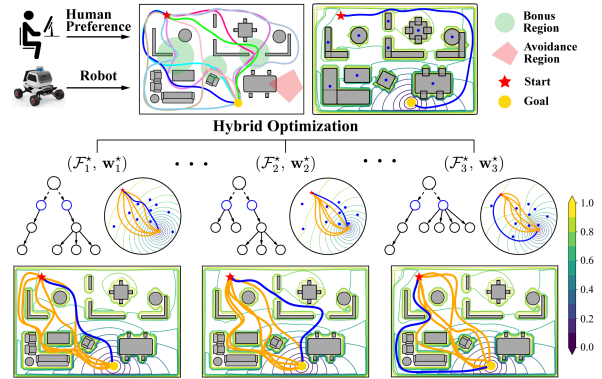 Human
Preference
Robot
Bonus
Region
Avoidance
Region
Start
Goal
Hybrid Optimization
(ℱ₁*, w₁*)
• • •
(ℱ₂*, w₂*)
• • •
(ℱ₃*, w₃*)
1.0
0.8
0.6
0.4
0.2
0.0